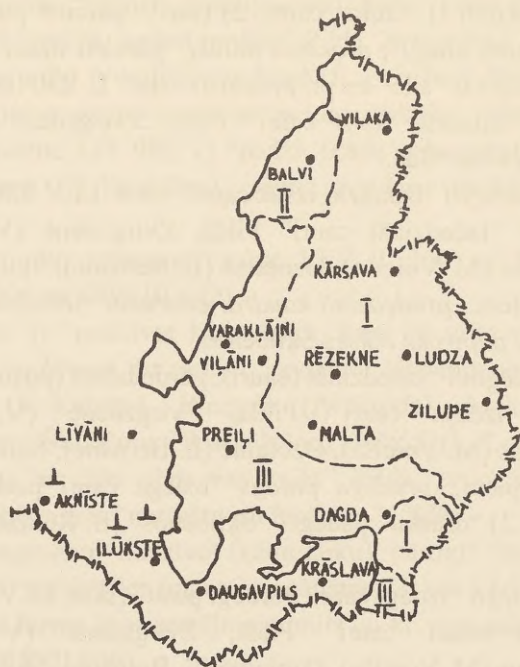 VIĻAKA
BALVI
II
KĀRSAVA
I
VARAKĻĀNI
VIĻĀNI
RĒZEKNE
LUDZA
ZILUPE
LĪVĀNI
PREIĻI
MALTA
III
AKNĪSTE
DAGDA
I
ILŪKSTE
KRĀSLAVA
III
DAUGAVPILS